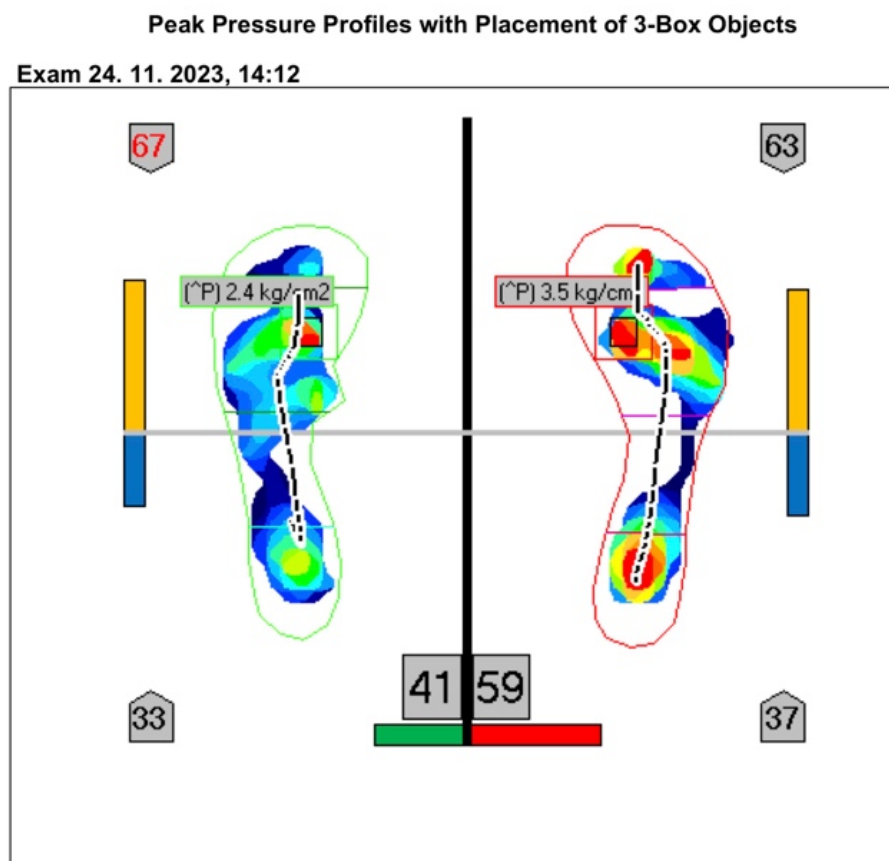 Peak Pressure Profiles with Placement of 3-Box Objects
Exam 24. 11. 2023, 14:12
67
63
(^P) 2.4 kg/cm2
(^P) 3.5 kg/cm
41
59
33
37